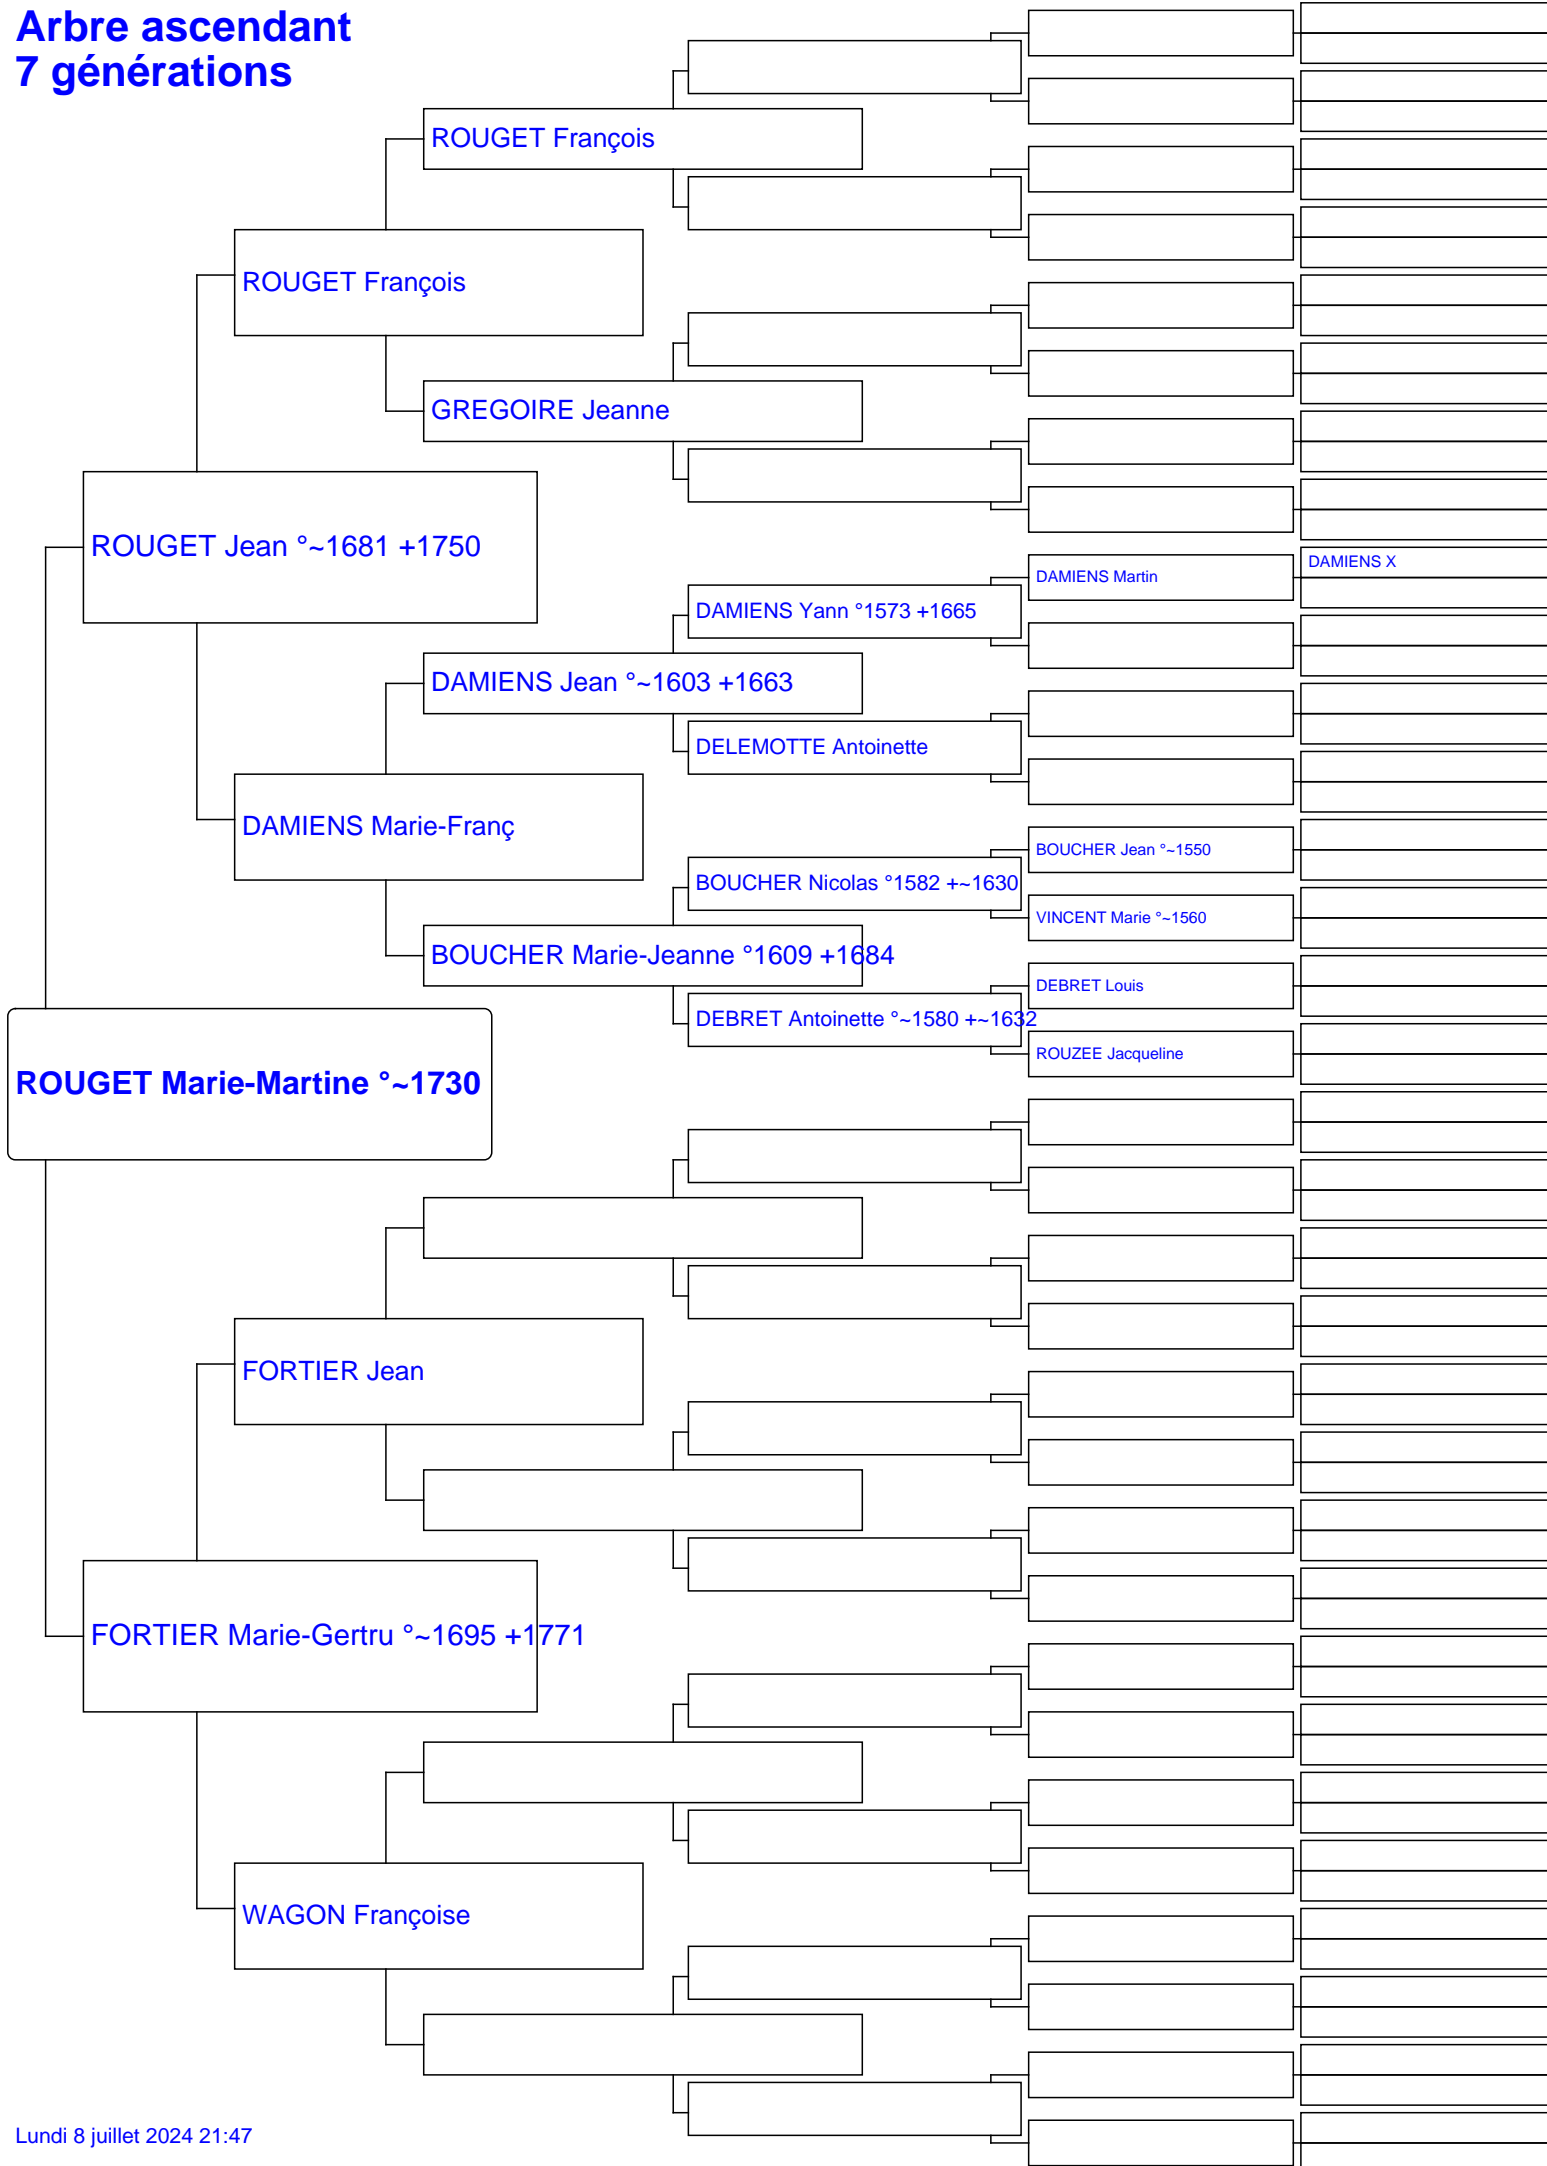 Arbre ascendant
7 générations
ROUGET François
ROUGET François
GREGOIRE Jeanne
ROUGET Jean °~1681 +1750
DAMIENS X
DAMIENS Martin
DAMIENS Yann °1573 +1665
DAMIENS Jean °~1603 +1663
DELEMOTTE Antoinette
DAMIENS Marie-Franç
BOUCHER Jean °~1550
BOUCHER Nicolas °1582 +~1630
VINCENT Marie °~1560
BOUCHER Marie-Jeanne °1609 +1684
DEBRET Louis
DEBRET Antoinette °~1580 +~1632
ROUZEE Jacqueline
ROUGET Marie-Martine °~1730
FORTIER Jean
FORTIER Marie-Gertru °~1695 +1771
WAGON Françoise
Lundi 8 juillet 2024 21:47